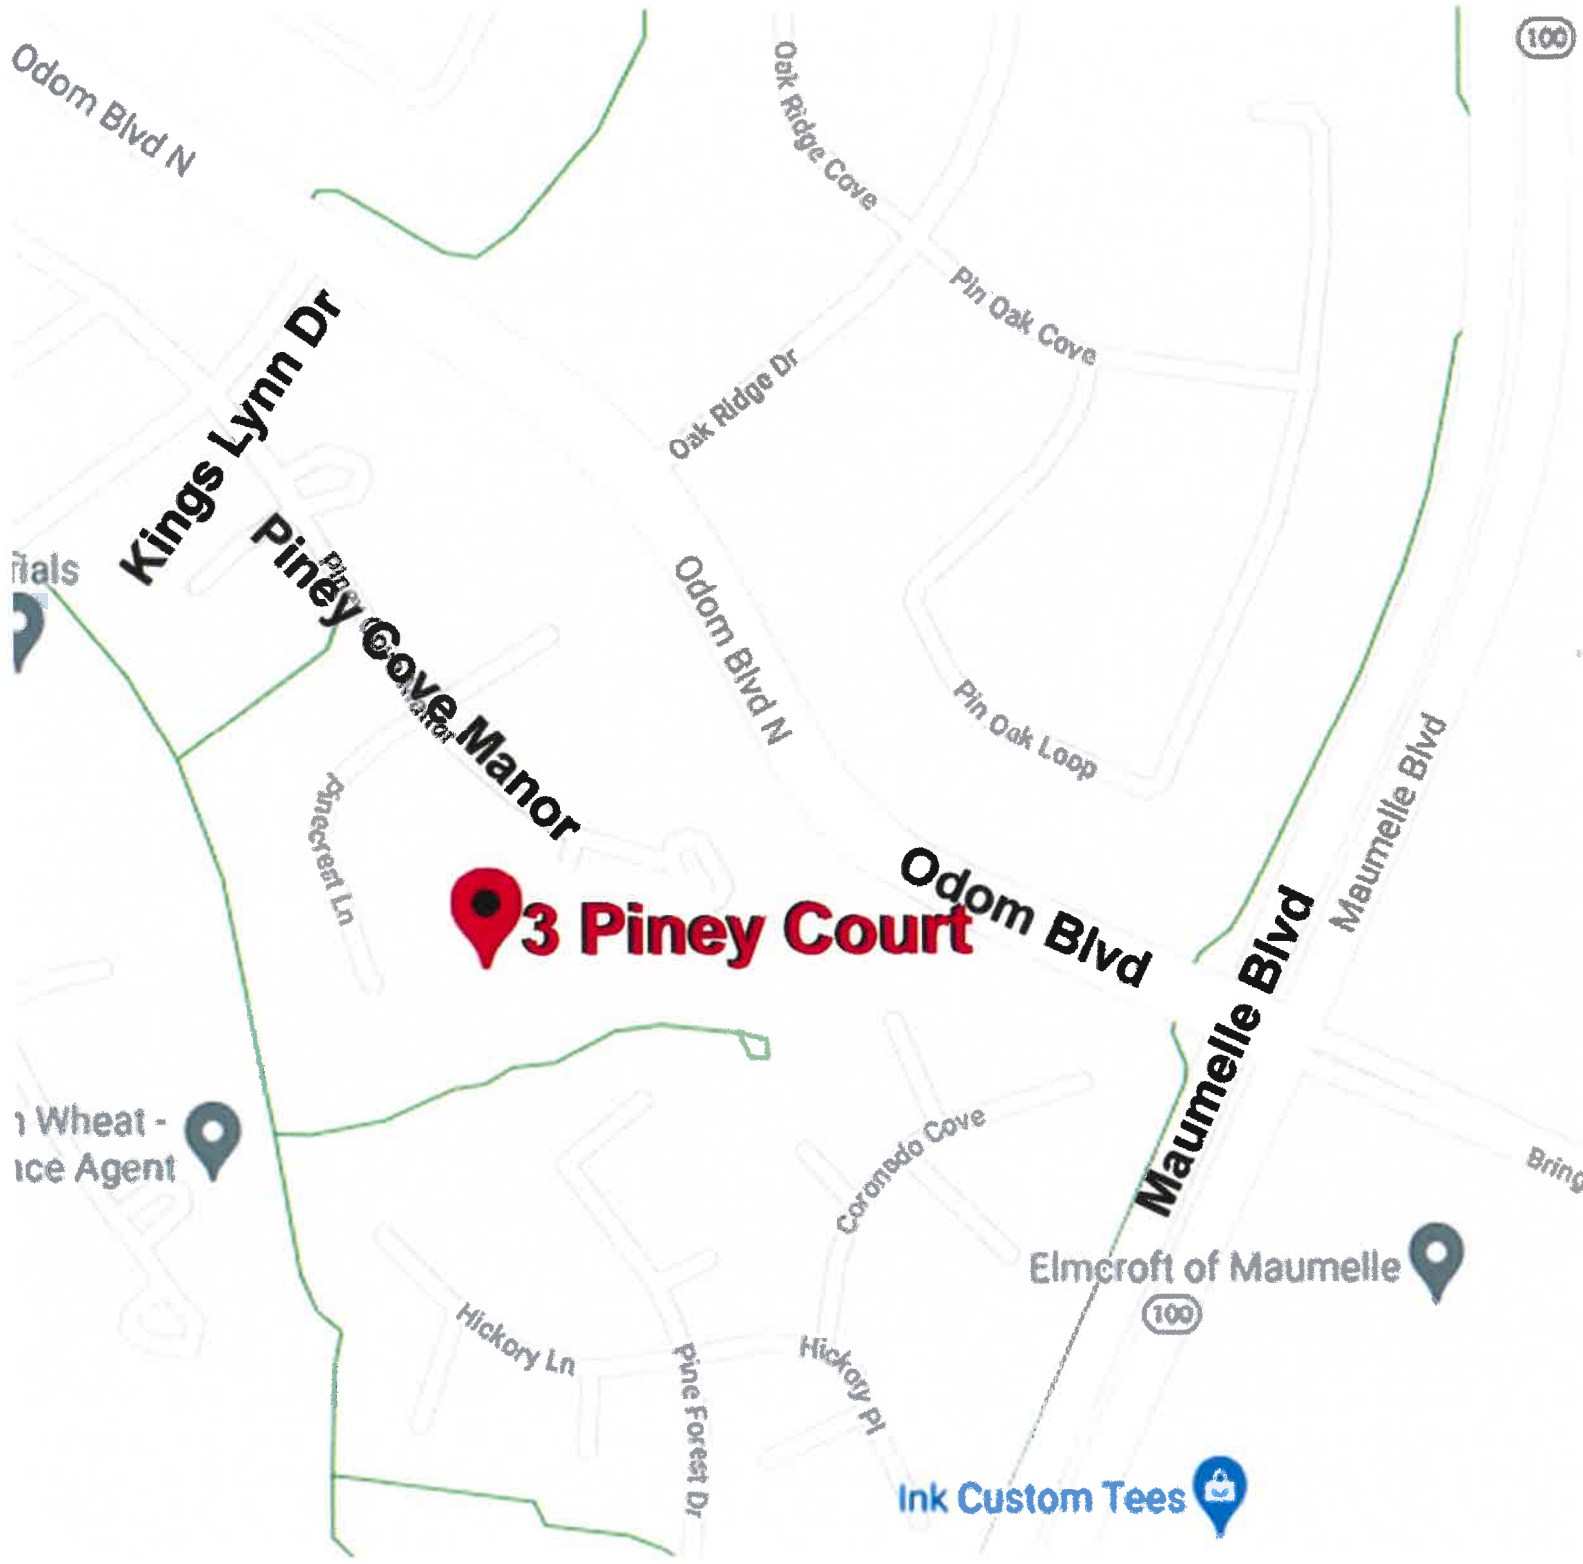 100
Odom Blvd N
Oak Ridge Cove
Pin Oak Cove
Kings Lynn Dr
Oak Ridge Dr
Piney Cove Manor
Odom Blvd N
Pin Oak Loop
Maumelle Blvd
Ln
3 Piney Court
Odom Blvd
Maumelle Blvd
Wheat -
Agent
Coronado Cove
Elmcroft of Maumelle
100
Hickory Ln
Hickory Pl
Pine Forest Dr
Ink Custom Tees